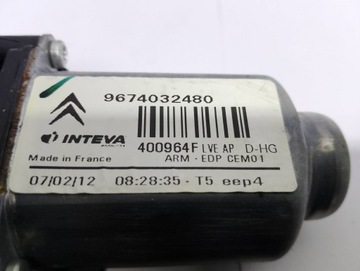 9674032480
INTEVA
400964F LVE AP D-HG
Made in France ARM - EDP CEM01
07/02/12 08:28:35 - T5 eep4